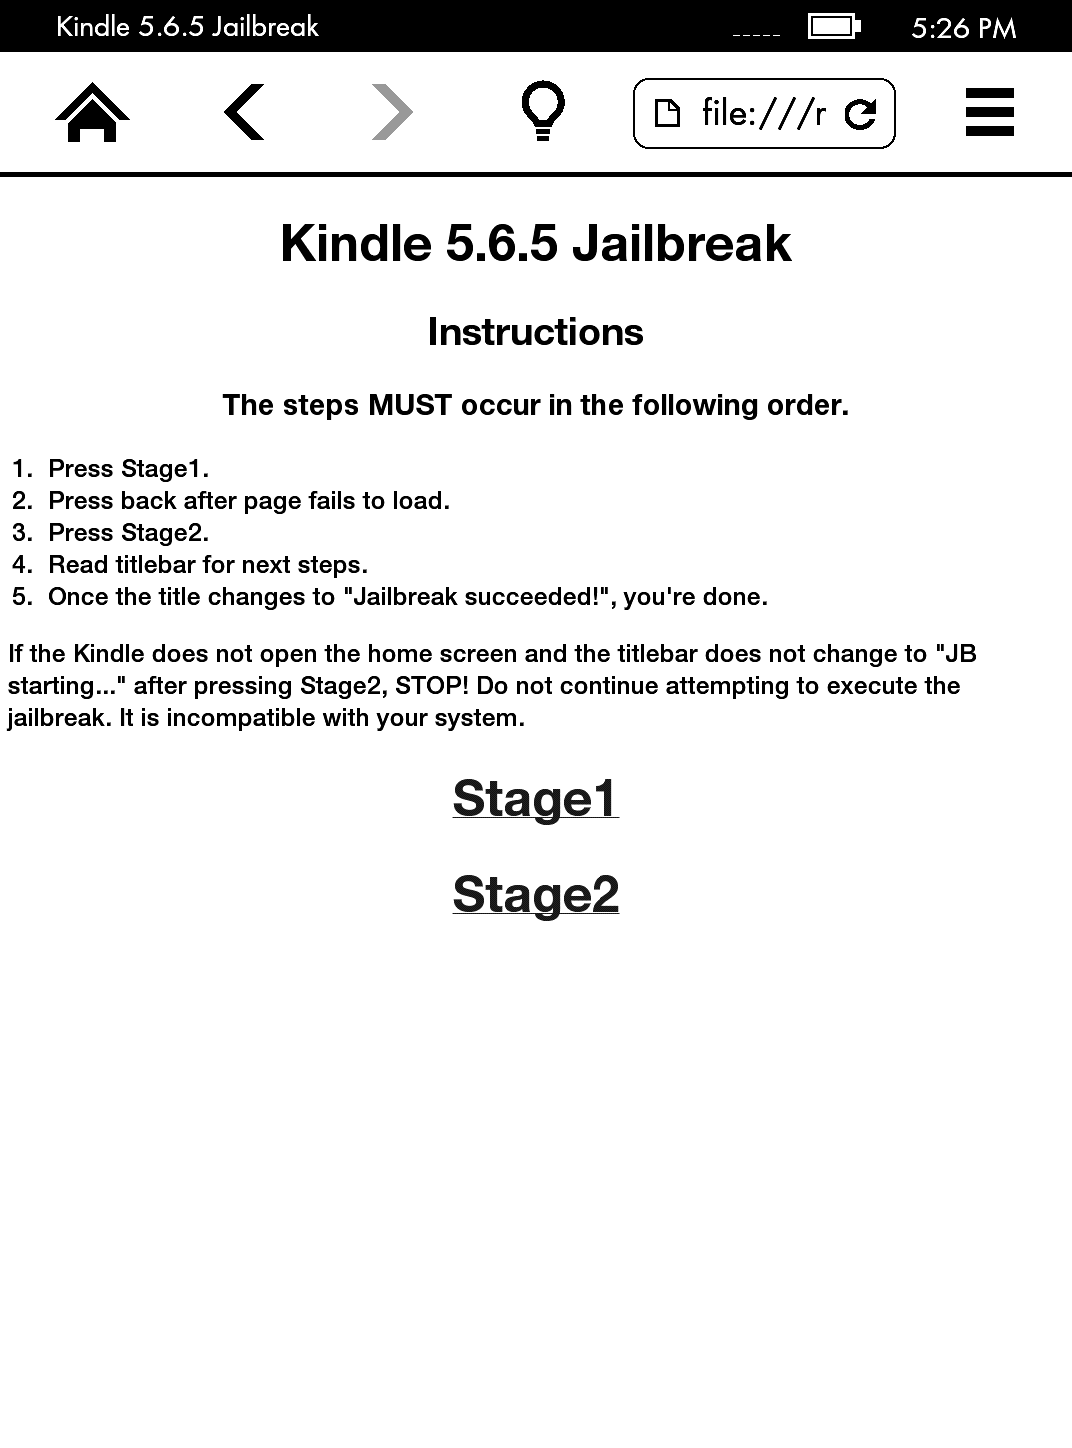 Kindle 5.6.5 Jailbreak
5:26 PM
file:///r
Kindle 5.6.5 Jailbreak
Instructions
The steps MUST occur in the following order.
1. Press Stage1.
2. Press back after page fails to load.
3. Press Stage2.
4. Read titlebar for next steps.
5. Once the title changes to "Jailbreak succeeded!", you're done.
If the Kindle does not open the home screen and the titlebar does not change to "JB
starting..." after pressing Stage2, STOP! Do not continue attempting to execute the
jailbreak. It is incompatible with your system.
Stage1
Stage2